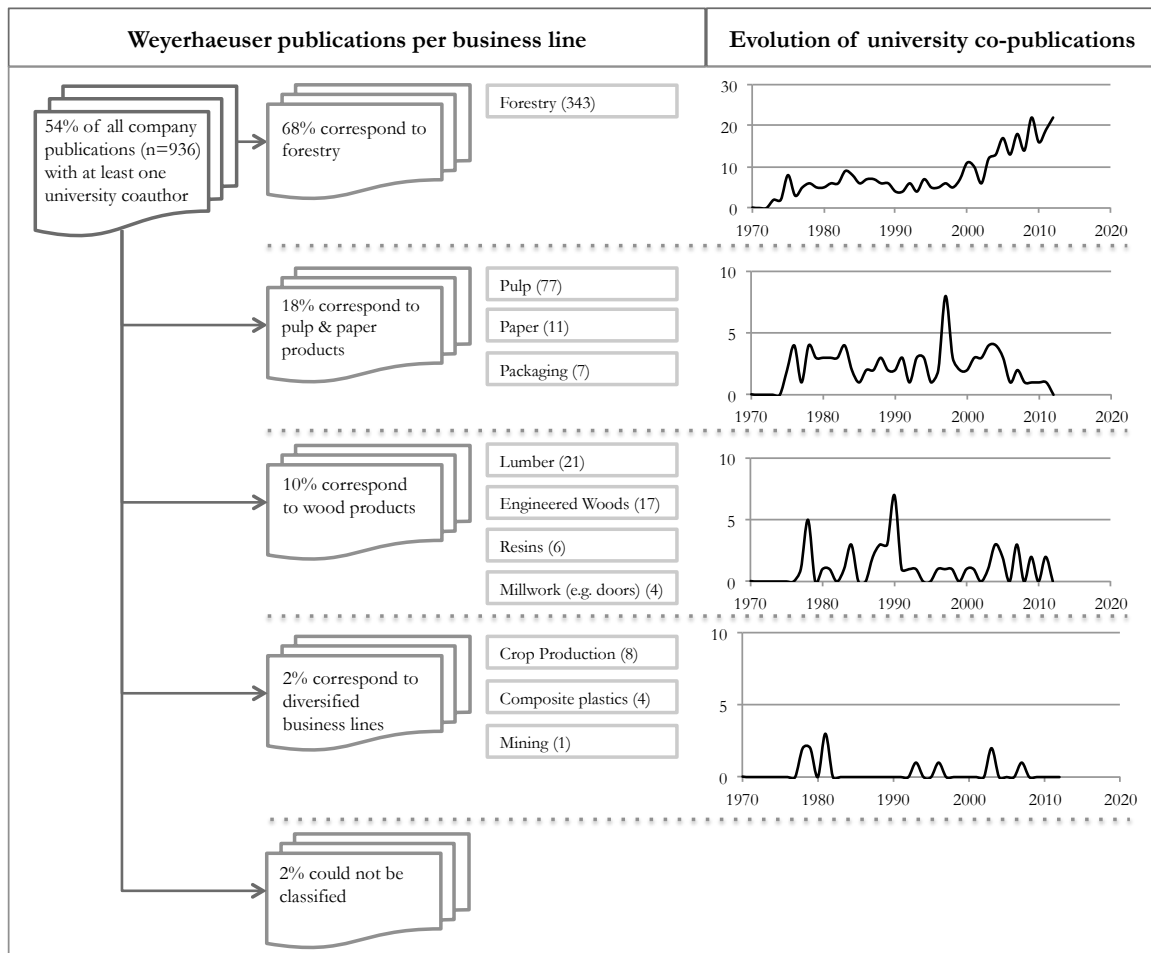 Weyerhaeuser publications per business line
Evolution of university co-publications
54% of all company
publications (n=936)
with at least one
university coauthor
68% correspond to
forestry
Forestry (343)
30
20
10
0
1970 1980 1990 2000 2010 2020
18% correspond to
pulp & paper
products
Pulp (77)
Paper (11)
Packaging (7)
10
5
0
1970 1980 1990 2000 2010 2020
10% correspond
to wood products
Lumber (21)
Engineered Woods (17)
Resins (6)
Millwork (e.g. doors) (4)
10
5
0
1970 1980 1990 2000 2010 2020
2% correspond to
diversified
business lines
Crop Production (8)
Composite plastics (4)
Mining (1)
10
5
0
1970 1980 1990 2000 2010 2020
2% could not be
classified